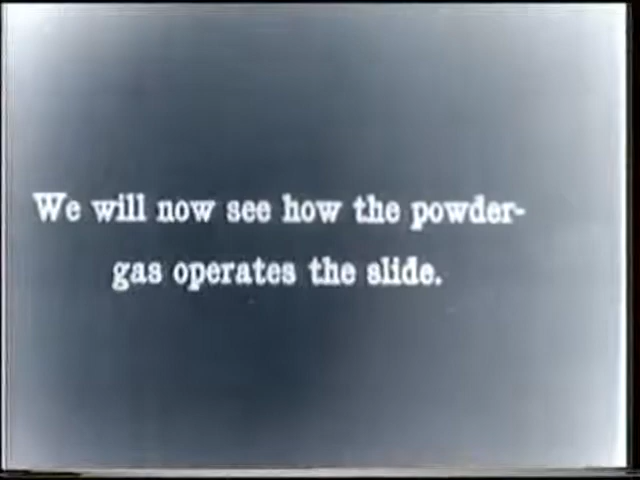 We will now see how the powder-
gas operates the slide.